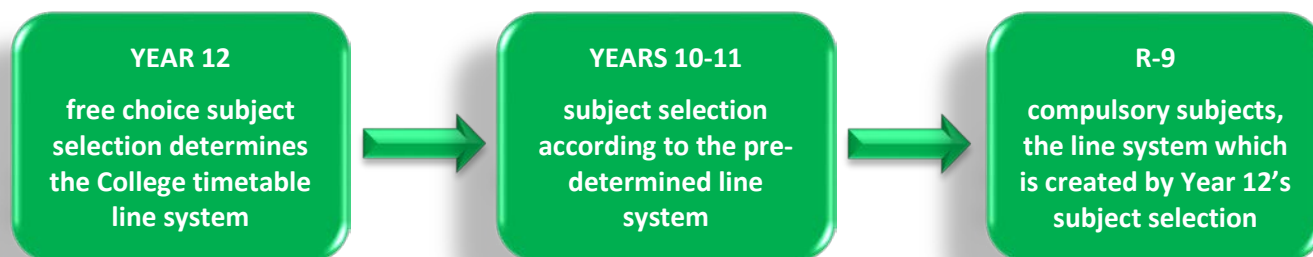 YEAR 12
free choice subject
selection determines
the College timetable
line system
YEARS 10-11
subject selection
according to the pre-
determined line
system
R-9
compulsory subjects,
the line system which
is created by Year 12’s
subject selection